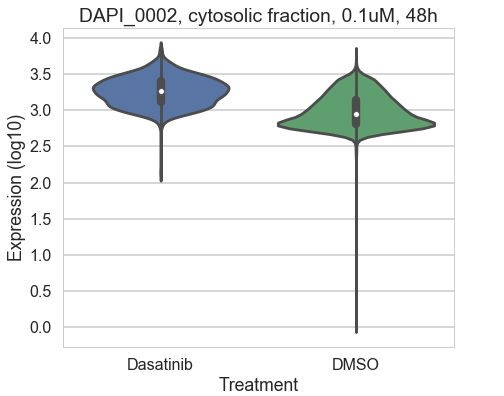 DAPI_0002, cytosolic fraction, 0.1uM, 48h
4.0
3.5
3.0
2.5
2.0
1.5
1.0
0.5
0.0
Expression (log10)
Dasatinib DMSO
Treatment